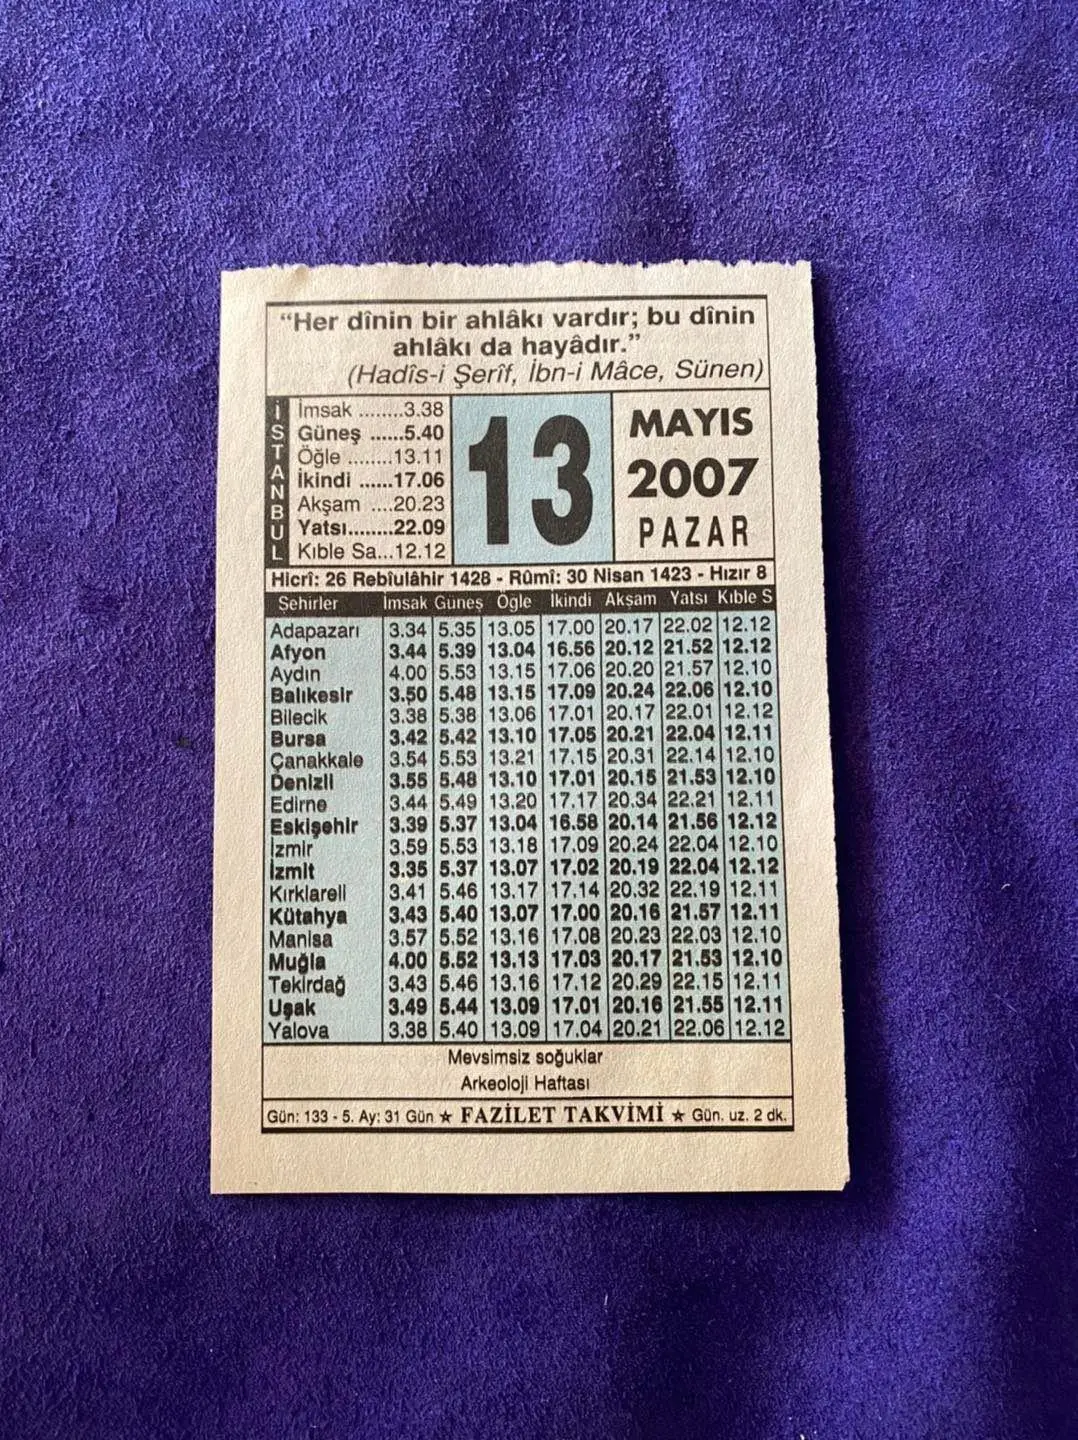 “Her dînin bir ahlâkı vardır; bu dînin
ahlâkı da hayâdır.”
(Hadîs-i Şerîf, İbn-i Mâce, Sünen)
İSTANBUL
İmsak ........3.38
Güneş ......5.40
Öğle ........13.11
İkindi ......17.06
Akşam ....20.23
Yatsı........22.09
Kıble Sa...12.12
13
MAYIS
2007
PAZAR
Hicrî: 26 Rebîulâhir 1428 - Rûmî: 30 Nisan 1423 - Hızır 8
Şehirler İmsak Güneş Öğle İkindi Akşam Yatsı Kıble S
Adapazarı 3.34 5.35 13.05 17.00 20.17 22.02 12.12
Afyon 3.44 5.39 13.04 16.56 20.12 21.52 12.12
Aydın 4.00 5.53 13.15 17.06 20.20 21.57 12.10
Balıkesir 3.50 5.48 13.15 17.09 20.24 22.06 12.10
Bilecik 3.38 5.38 13.06 17.01 20.17 22.01 12.12
Bursa 3.42 5.42 13.10 17.05 20.21 22.04 12.11
Çanakkale 3.54 5.53 13.21 17.15 20.31 22.14 12.10
Denizli 3.55 5.48 13.10 17.01 20.15 21.53 12.10
Edirne 3.44 5.49 13.20 17.17 20.34 22.21 12.11
Eskişehir 3.39 5.37 13.04 16.58 20.14 21.56 12.12
İzmir 3.59 5.53 13.18 17.09 20.24 22.04 12.10
İzmit 3.35 5.37 13.07 17.02 20.19 22.04 12.12
Kırklareli 3.41 5.46 13.17 17.14 20.32 22.19 12.11
Kütahya 3.43 5.40 13.07 17.00 20.16 21.57 12.11
Manisa 3.57 5.52 13.16 17.08 20.23 22.03 12.10
Muğla 4.00 5.52 13.13 17.03 20.17 21.53 12.10
Tekirdağ 3.43 5.46 13.16 17.12 20.29 22.15 12.11
Uşak 3.49 5.44 13.09 17.01 20.16 21.55 12.11
Yalova 3.38 5.40 13.09 17.04 20.21 22.06 12.12
Mevsimsiz soğuklar
Arkeoloji Haftası
Gün: 133 - 5. Ay: 31 Gün ★ FAZİLET TAKVİMİ ★ Gün. uz. 2 dk.